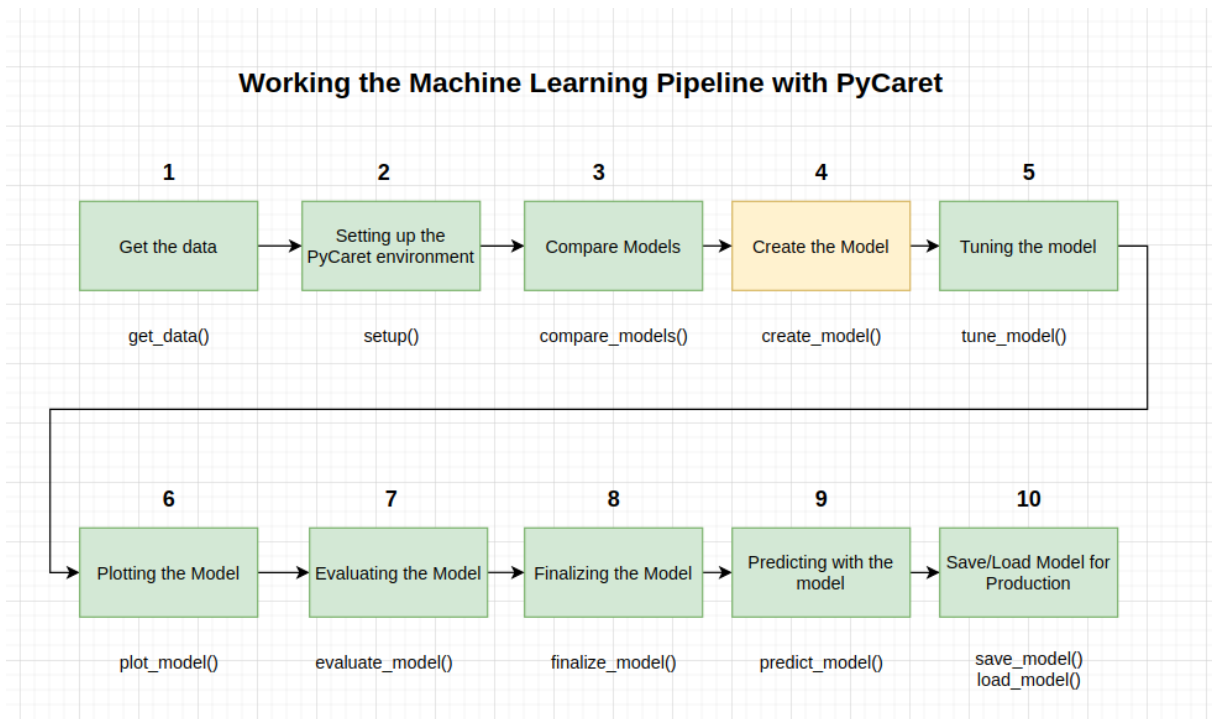 Working the Machine Learning Pipeline with PyCaret
1
2
3
4
5
Get the data
Setting up the
PyCaret environment
Compare Models
Create the Model
Tuning the model
get_data()
setup()
compare_models()
create_model()
tune_model()
6
7
8
9
10
Plotting the Model
Evaluating the Model
Finalizing the Model
Predicting with the
model
Save/Load Model for
Production
plot_model()
evaluate_model()
finalize_model()
predict_model()
save_model()
load_model()